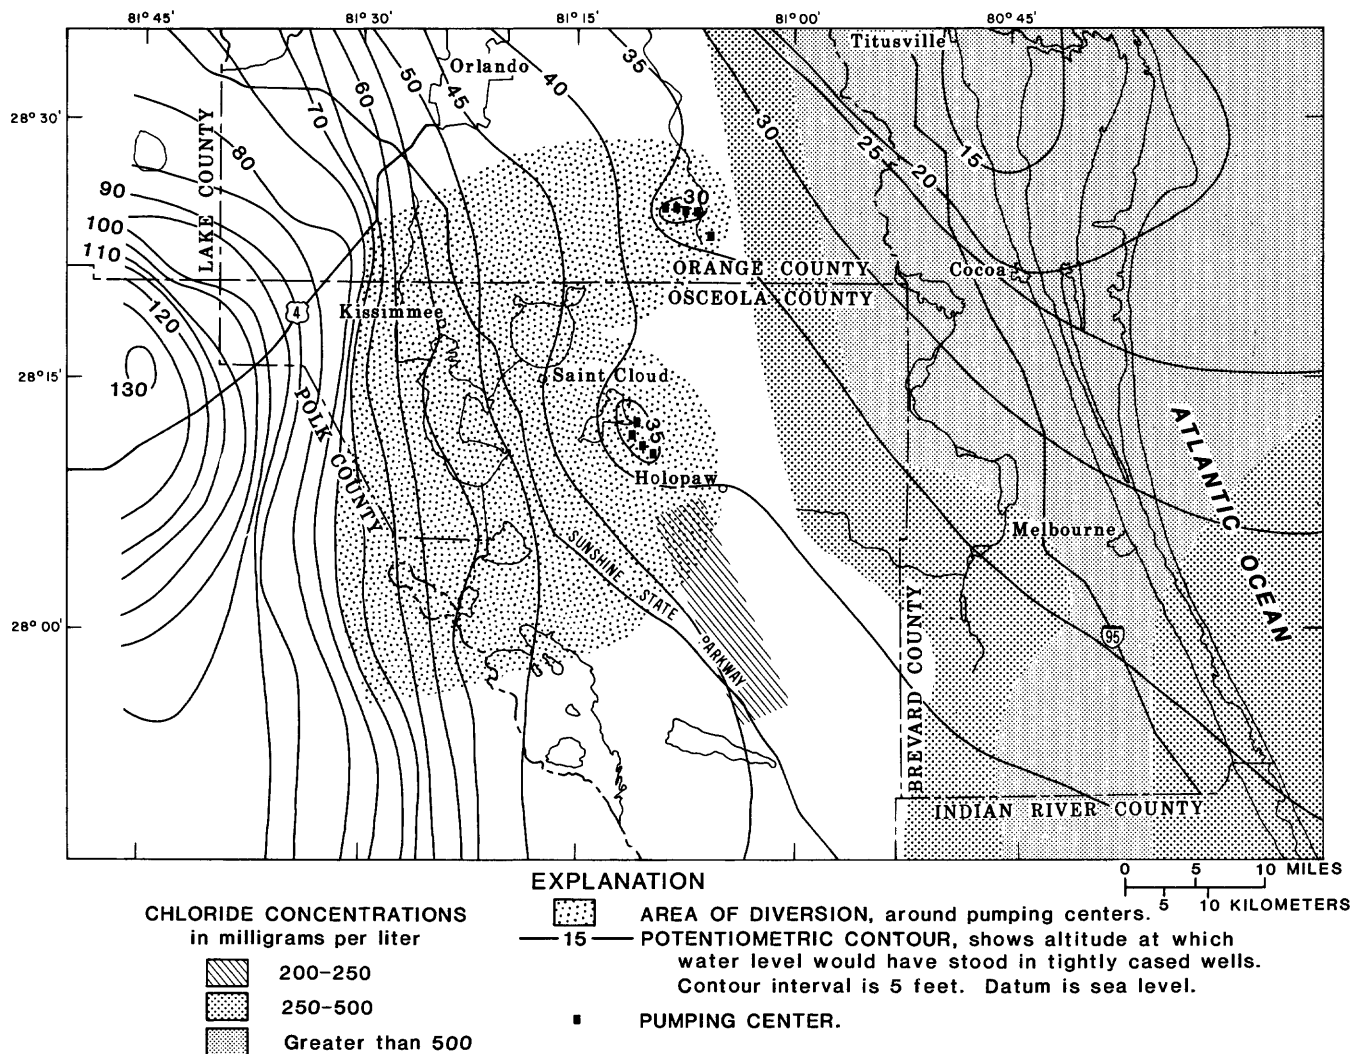 81° 45'
81° 30'
81° 15'
81° 00'
80° 45'
Titusville
Orlando
35
40
45
50
60
70
80
28° 30'
30
25
20
15
LAKE COUNTY
90
100
110
120
130
30
ORANGE COUNTY
OSCEOLA COUNTY
Cocoa
4
Kissimmee
28° 15'
Saint Cloud
POLK COUNTY
35
Holopaw
ATLANTIC OCEAN
Melbourne
SUNSHINE STATE PARKWAY
28° 00'
95
BREVARD COUNTY
INDIAN RIVER COUNTY
0 5 10 MILES
5 10 KILOMETERS
EXPLANATION
CHLORIDE CONCENTRATIONS
in milligrams per liter
200-250
250-500
Greater than 500
AREA OF DIVERSION, around pumping centers.
15 POTENTIOMETRIC CONTOUR, shows altitude at which
water level would have stood in tightly cased wells.
Contour interval is 5 feet. Datum is sea level.
PUMPING CENTER.